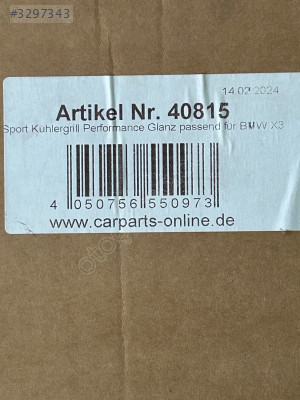 #3297343
14.02.2024
Artikel Nr. 40815
Sport Kühlergrill Performance Glanz passend für BMW X3
4 050756 550973
www.carparts-online.de